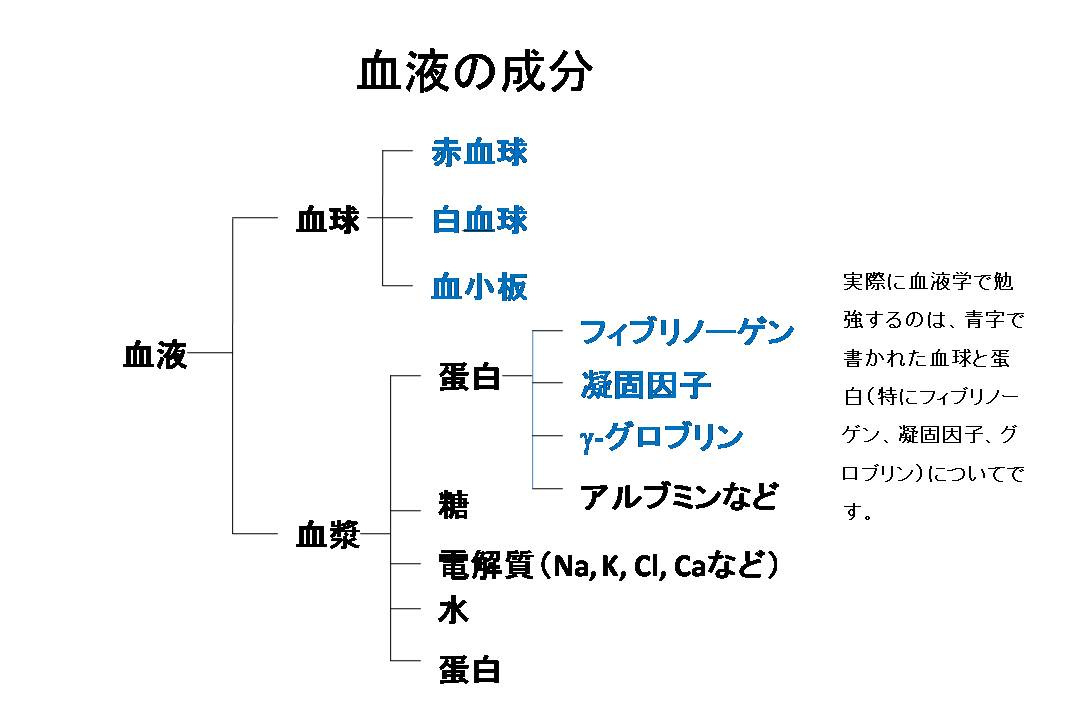 血液の成分
赤血球
血球
白血球
血小板
血液
蛋白
フィブリノーゲン
凝固因子
γ-グロブリン
アルブミンなど
血漿
糖
電解質（Na, K, Cl, Caなど）
水
蛋白
実際に血液学で勉
強するのは、青字で
書かれた血球と蛋
白（特にフィブリノー
ゲン、凝固因子、グ
ロブリン）についてで
す。